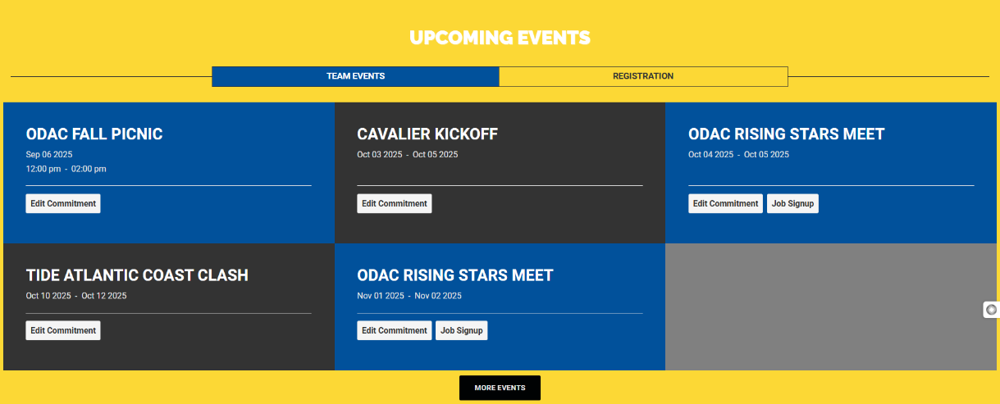 UPCOMING EVENTS
TEAM EVENTS
REGISTRATION
ODAC FALL PICNIC
Sep 06 2025
12:00 pm - 02:00 pm
Edit Commitment
CAVALIER KICKOFF
Oct 03 2025 - Oct 05 2025
Edit Commitment
ODAC RISING STARS MEET
Oct 04 2025 - Oct 05 2025
Edit Commitment
Job Signup
TIDE ATLANTIC COAST CLASH
Oct 10 2025 - Oct 12 2025
Edit Commitment
ODAC RISING STARS MEET
Nov 01 2025 - Nov 02 2025
Edit Commitment
Job Signup
MORE EVENTS